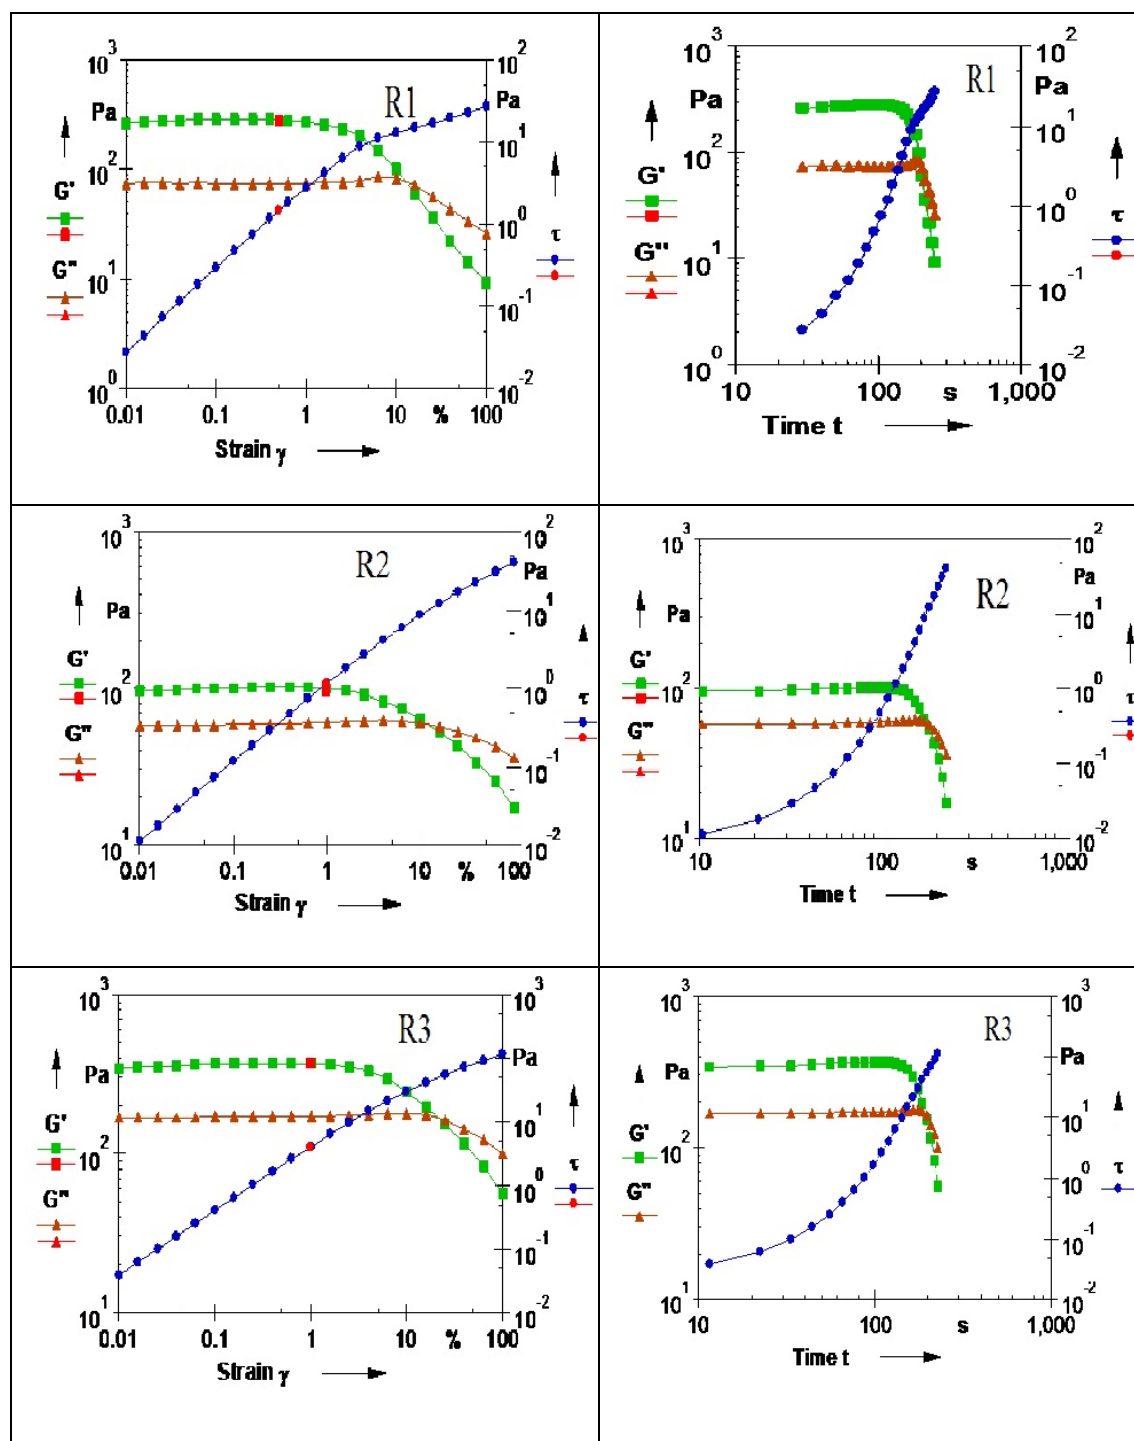 10³ 10² R1 10³ 10² R1
Pa Pa Pa Pa
10¹ 10¹
10² 10²
G' G'
10⁰ 10⁰
τ τ
G" G"
10¹ 10⁻¹ 10¹ 10⁻¹
10⁰ 10⁻² 10⁰ 10⁻²
0.01 0.1 1 10 % 100 10 100 s 1,000
Strain γ Time t
10³ 10² R2 10³ 10² R2
Pa Pa Pa Pa
10¹ 10¹
G' G'
10² 10⁰ 10² 10⁰
τ τ
G" G"
10⁻¹ 10⁻¹
10¹ 10⁻² 10¹ 10⁻²
0.01 0.1 1 10 % 100 10 100 s 1,000
Strain γ Time t
10³ 10³ R3 10³ 10³ R3
Pa Pa Pa Pa
10¹ 10¹
G' G'
10² 10⁰ 10² 10⁰
τ τ
G" G"
10⁻¹ 10⁻¹
10¹ 10⁻² 10¹ 10⁻²
0.01 0.1 1 10 % 100 10 100 s 1,000
Strain γ Time t